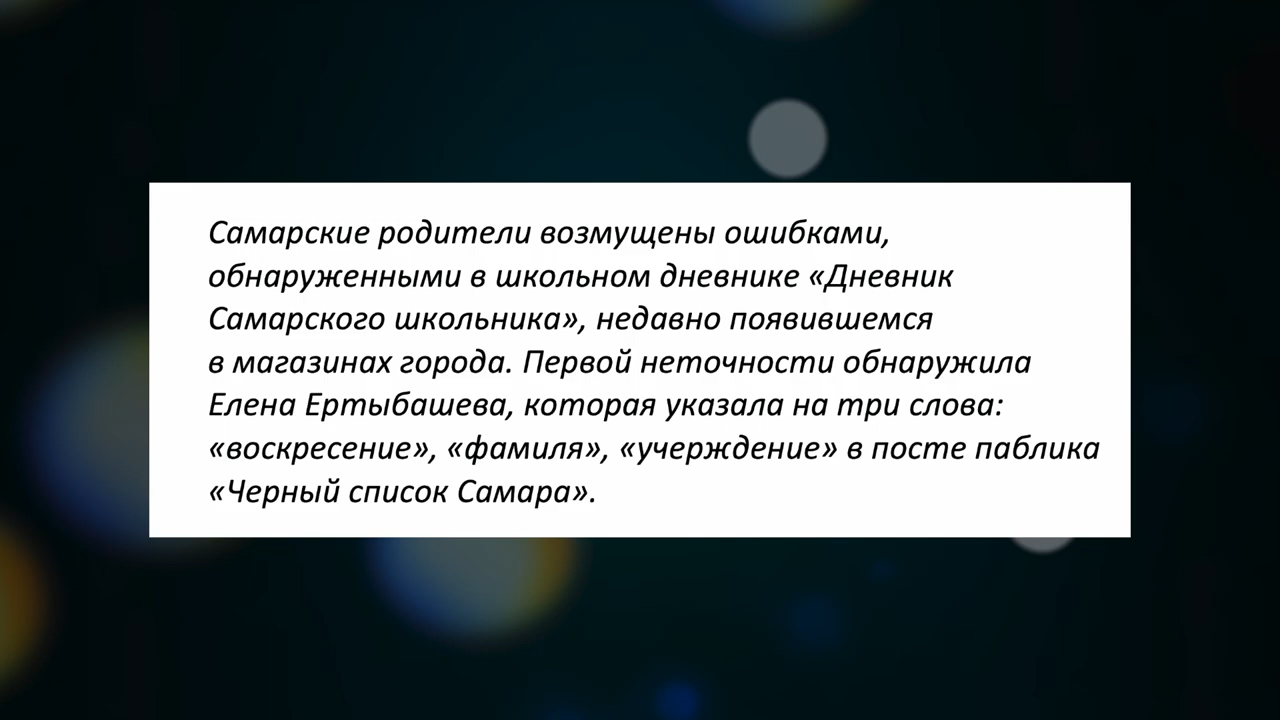 Самарские родители возмущены ошибками,
обнаруженными в школьном дневнике «Дневник
Самарского школьника», недавно появившемся
в магазинах города. Первой неточности обнаружила
Елена Ертыбашева, которая указала на три слова:
«воскресение», «фамиля», «учерждение» в посте паблика
«Черный список Самара».